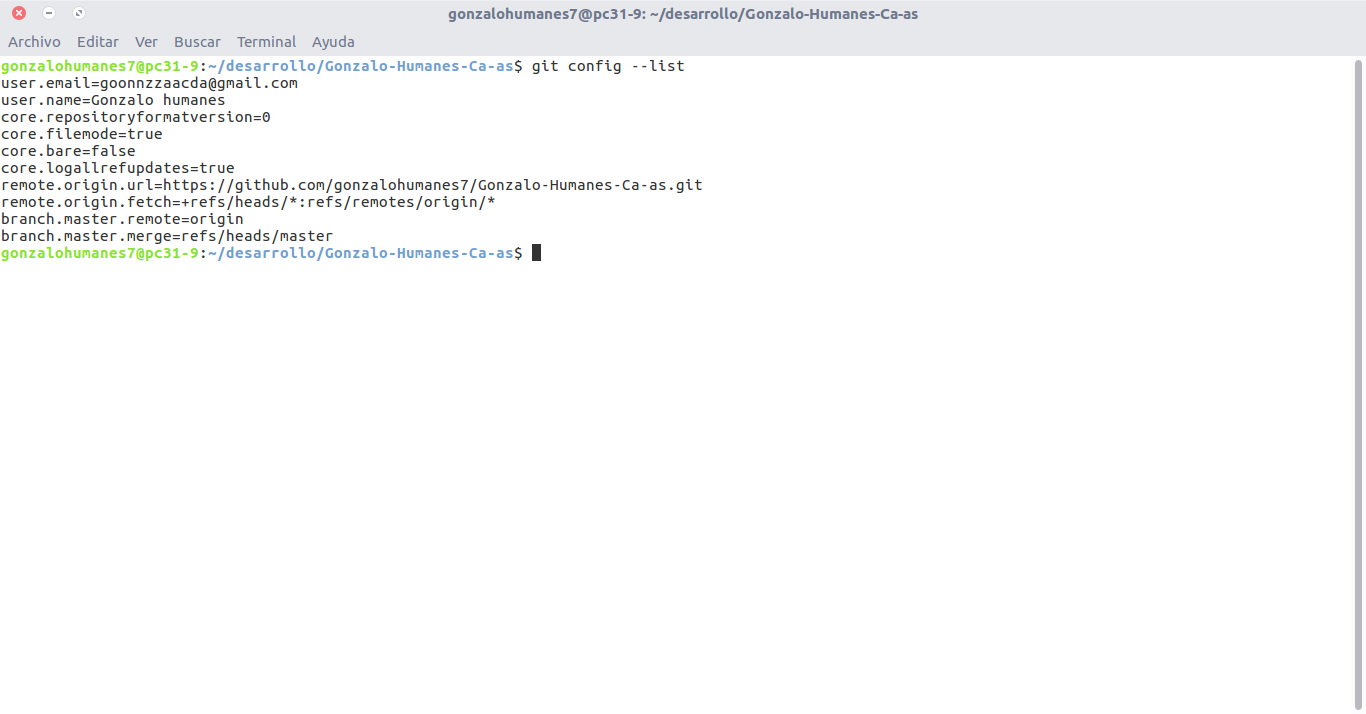 gonzalohumanes7@pc31-9: ~/desarrollo/Gonzalo-Humanes-Ca-as
Archivo Editar Ver Buscar Terminal Ayuda
gonzalohumanes7@pc31-9:~/desarrollo/Gonzalo-Humanes-Ca-as$ git config --list
user.email=goonnzzaacda@gmail.com
user.name=Gonzalo humanes
core.repositoryformatversion=0
core.filemode=true
core.bare=false
core.logallrefupdates=true
remote.origin.url=https://github.com/gonzalohumanes7/Gonzalo-Humanes-Ca-as.git
remote.origin.fetch=+refs/heads/*:refs/remotes/origin/*
branch.master.remote=origin
branch.master.merge=refs/heads/master
gonzalohumanes7@pc31-9:~/desarrollo/Gonzalo-Humanes-Ca-as$